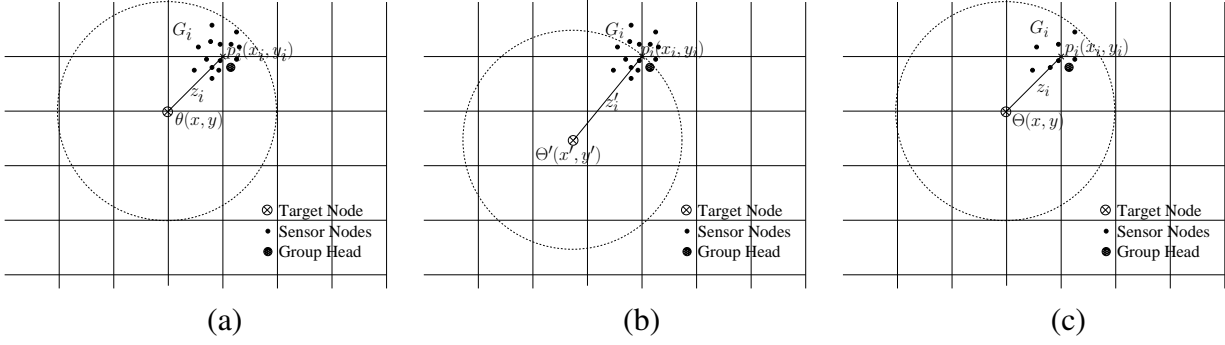 G_i
p_i(x_i, y_i)
z_i
θ(x, y)
⊗ Target Node
• Sensor Nodes
Group Head
(a)
G_i
p_i(x_i, y_i)
z_i'
Θ'(x', y')
⊗ Target Node
• Sensor Nodes
Group Head
(b)
G_i
p_i(x_i, y_i)
z_i
Θ(x, y)
⊗ Target Node
• Sensor Nodes
Group Head
(c)